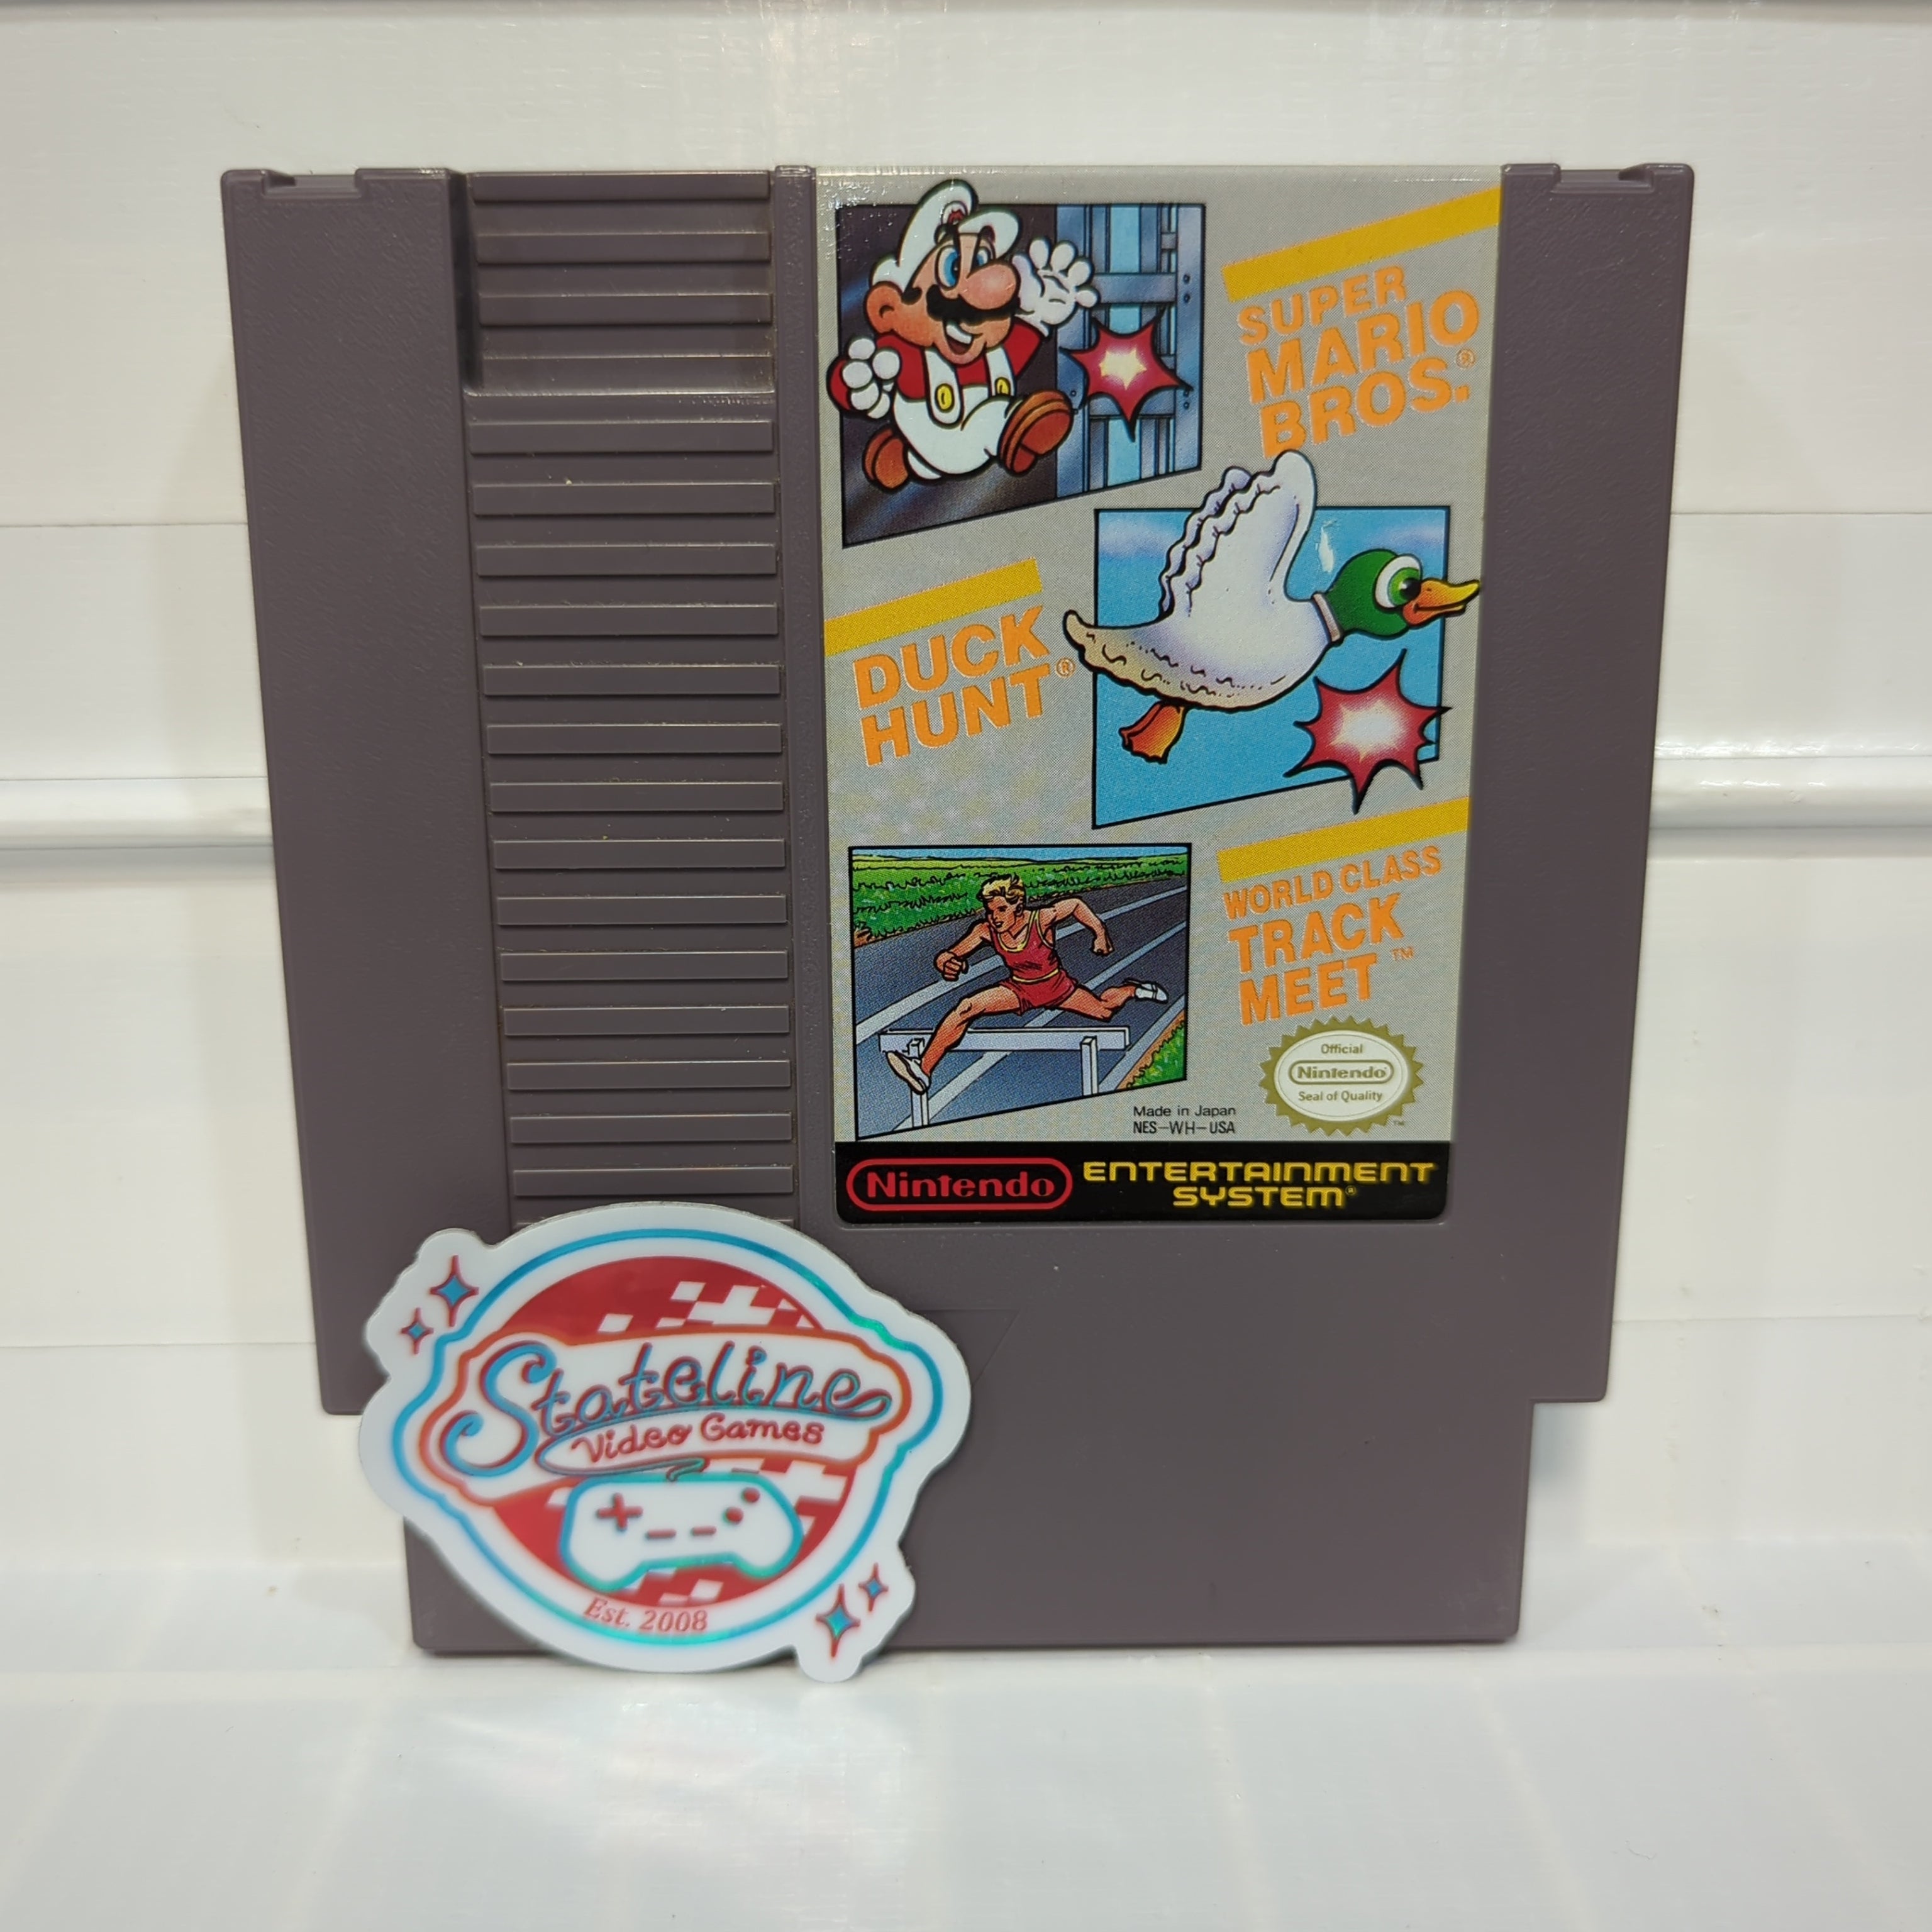 SUPER
MARIO
BROS.®
DUCK
HUNT®
WORLD CLASS
TRACK
MEET™
Official
Nintendo®
Seal of Quality
TM
Made in Japan
NES-WH-USA
Nintendo
ENTERTAINMENT
SYSTEM®
Stateline
Video Games
Est. 2008